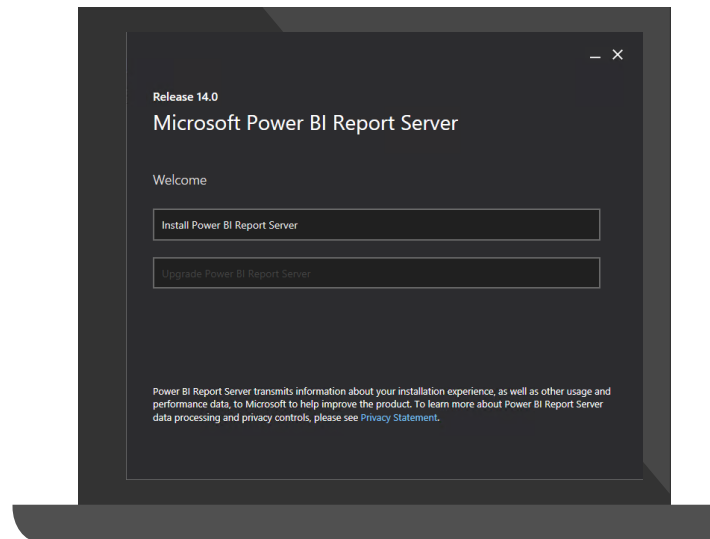 Release 14.0
Microsoft Power BI Report Server
Welcome
Install Power BI Report Server
Upgrade Power BI Report Server
Power BI Report Server transmits information about your installation experience, as well as other usage and
performance data, to Microsoft to help improve the product. To learn more about Power BI Report Server
data processing and privacy controls, please see Privacy Statement.